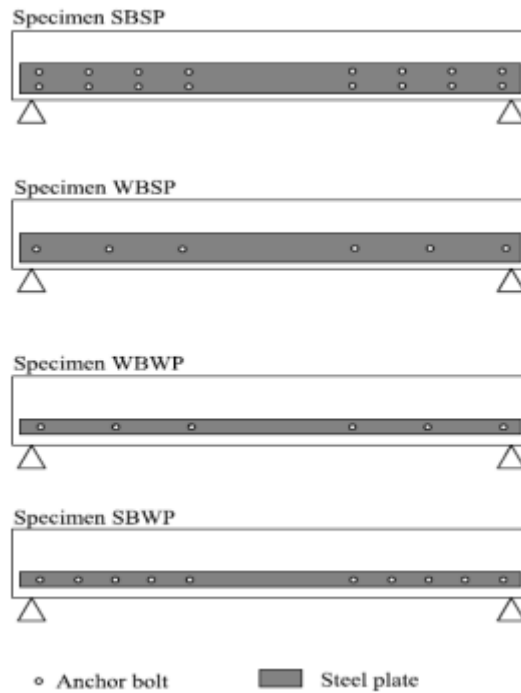 Specimen SBSP
Specimen WBSP
Specimen WBWP
Specimen SBWP
Anchor bolt Steel plate